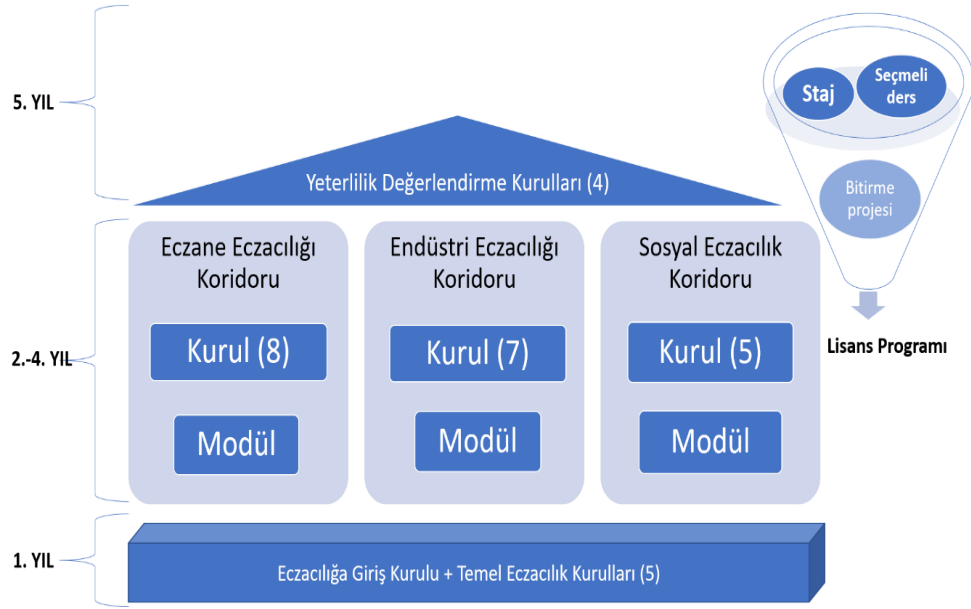 5. YIL
Yeterlilik Değerlendirme Kurulları (4)
2.-4. YIL
Eczane Eczacılığı
Koridoru
Kurul (8)
Modül
Endüstri Eczacılığı
Koridoru
Kurul (7)
Modül
Sosyal Eczacılık
Koridoru
Kurul (5)
Modül
1. YIL
Eczacılığa Giriş Kurulu + Temel Eczacılık Kurulları (5)
Staj
Seçmeli
ders
Bitirme
projesi
Lisans Programı